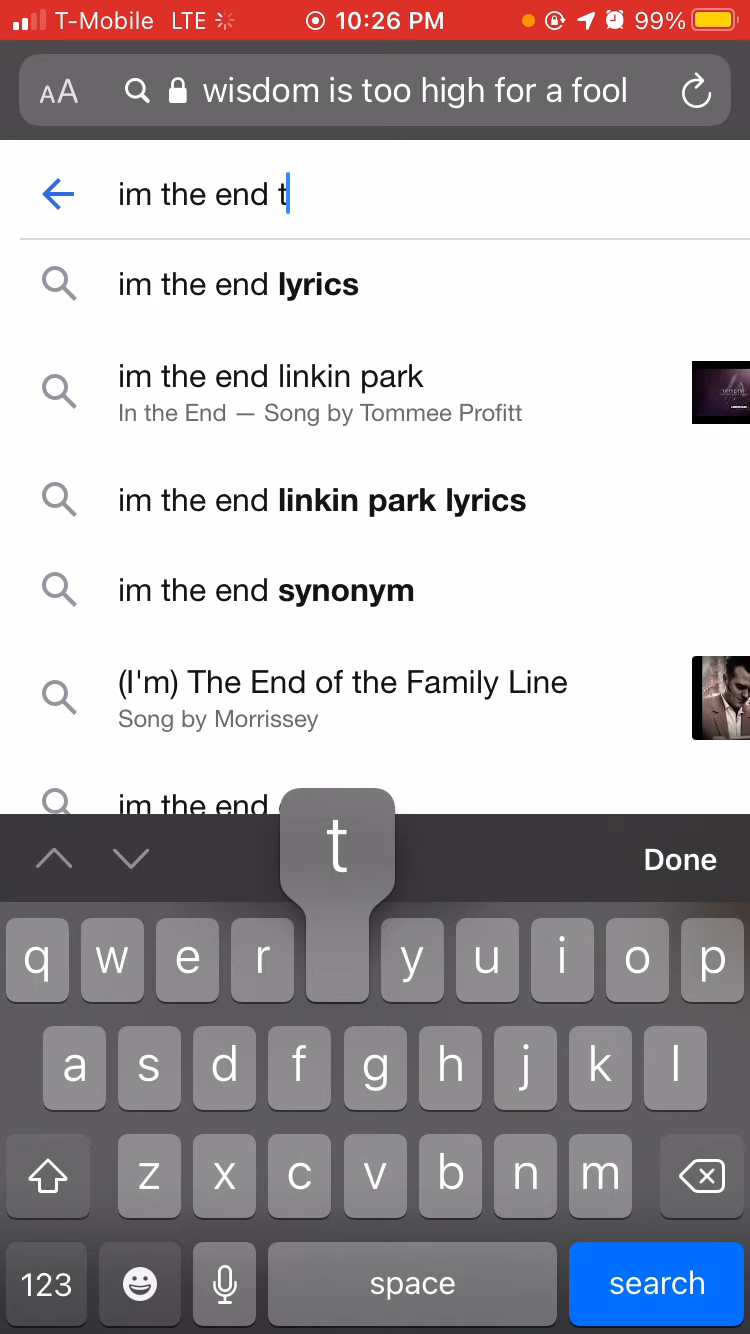 T-Mobile LTE 10:26 PM 99%
AA wisdom is too high for a fool
im the end t
im the end lyrics
im the end linkin park
In the End — Song by Tommee Profitt
im the end linkin park lyrics
im the end synonym
(I'm) The End of the Family Line
Song by Morrissey
im the end
t
Done
q w e r y u i o p
a s d f g h j k l
z x c v b n m
123 space search